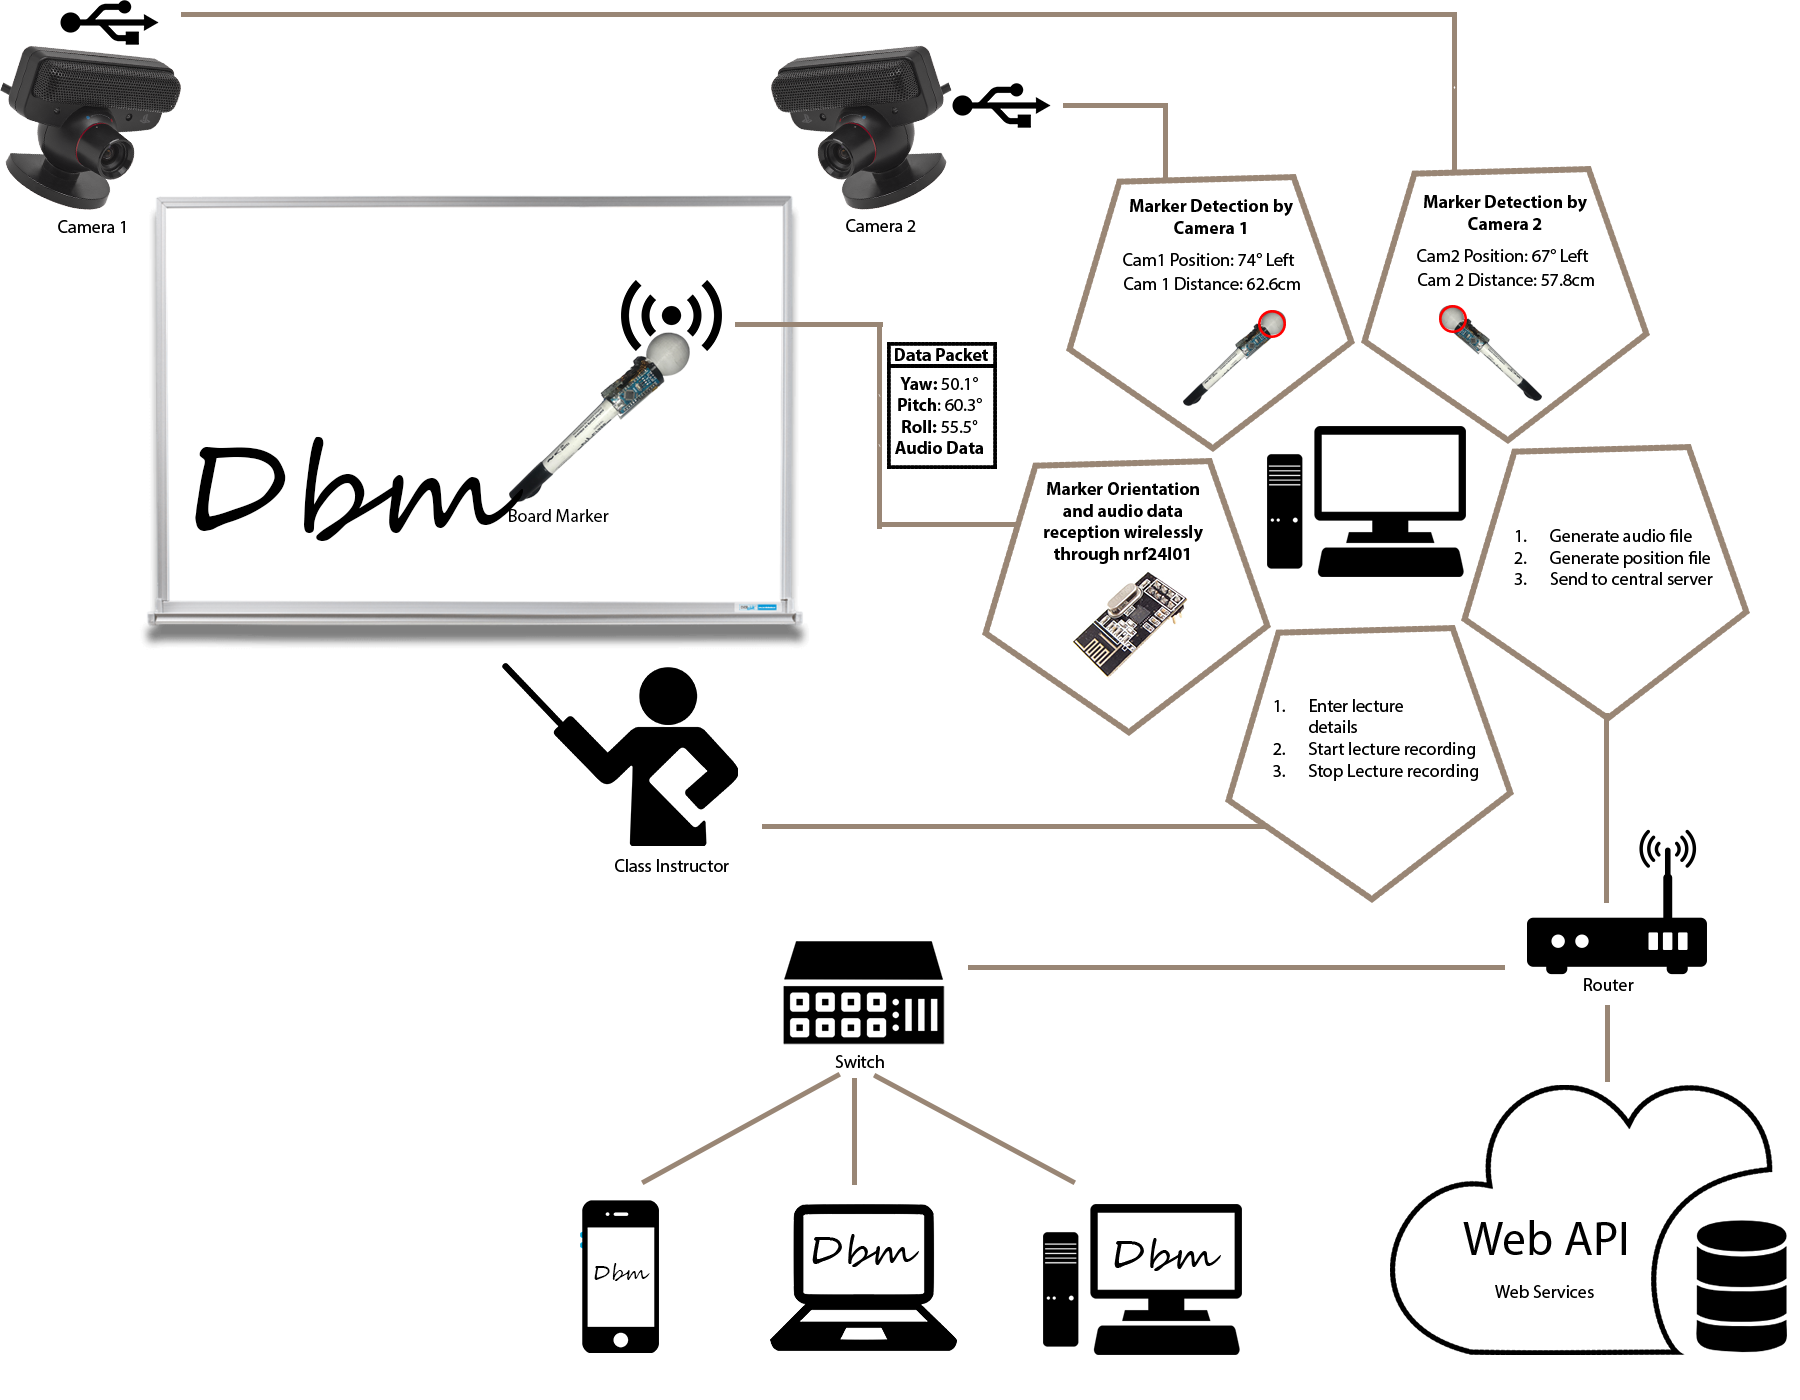 Camera 1
Camera 2
Marker Detection by
Camera 1
Cam1 Position: 74° Left
Cam 1 Distance: 62.6cm
Marker Detection by
Camera 2
Cam2 Position: 67° Left
Cam 2 Distance: 57.8cm
Data Packet
Yaw: 50.1°
Pitch: 60.3°
Roll: 55.5°
Audio Data
Dbm
Board Marker
Marker Orientation
and audio data
reception wirelessly
through nrf24l01
1. Generate audio file
2. Generate position file
3. Send to central server
1. Enter lecture
details
2. Start lecture recording
3. Stop Lecture recording
Class Instructor
Router
Switch
Dbm
Dbm
Dbm
Web API
Web Services